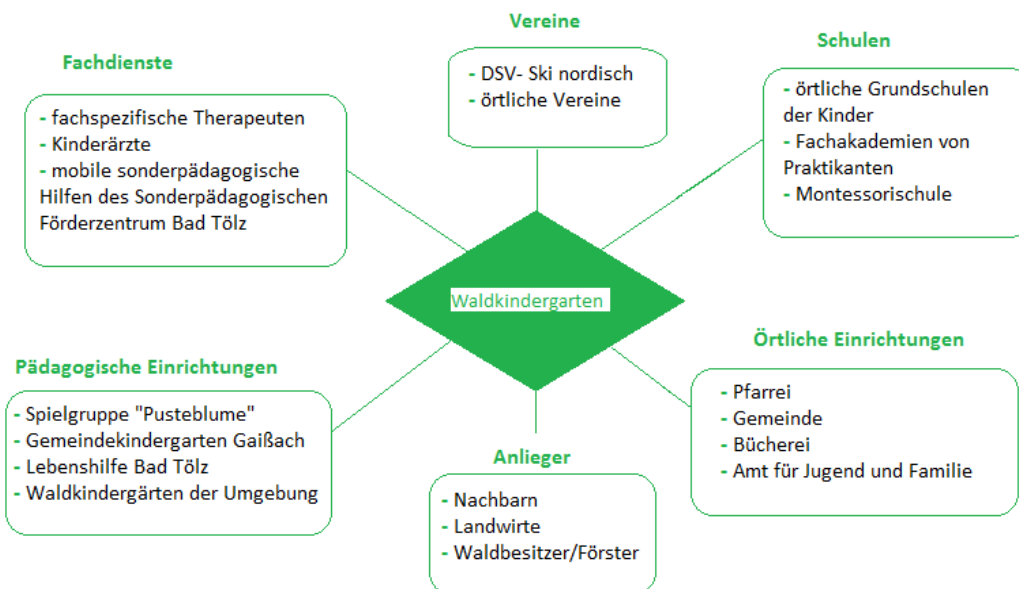 Vereine
- DSV- Ski nordisch
- örtliche Vereine
Schulen
- örtliche Grundschulen
der Kinder
- Fachakademien von
Praktikanten
- Montessorischule
Fachdienste
- fachspezifische Therapeuten
- Kinderärzte
- mobile sonderpädagogische
Hilfen des Sonderpädagogischen
Förderzentrum Bad Tölz
Waldkindergarten
Pädagogische Einrichtungen
- Spielgruppe "Pusteblume"
- Gemeindekindergarten Gaißach
- Lebenshilfe Bad Tölz
- Waldkindergärten der Umgebung
Anlieger
- Nachbarn
- Landwirte
- Waldbesitzer/Förster
Örtliche Einrichtungen
- Pfarrei
- Gemeinde
- Bücherei
- Amt für Jugend und Familie